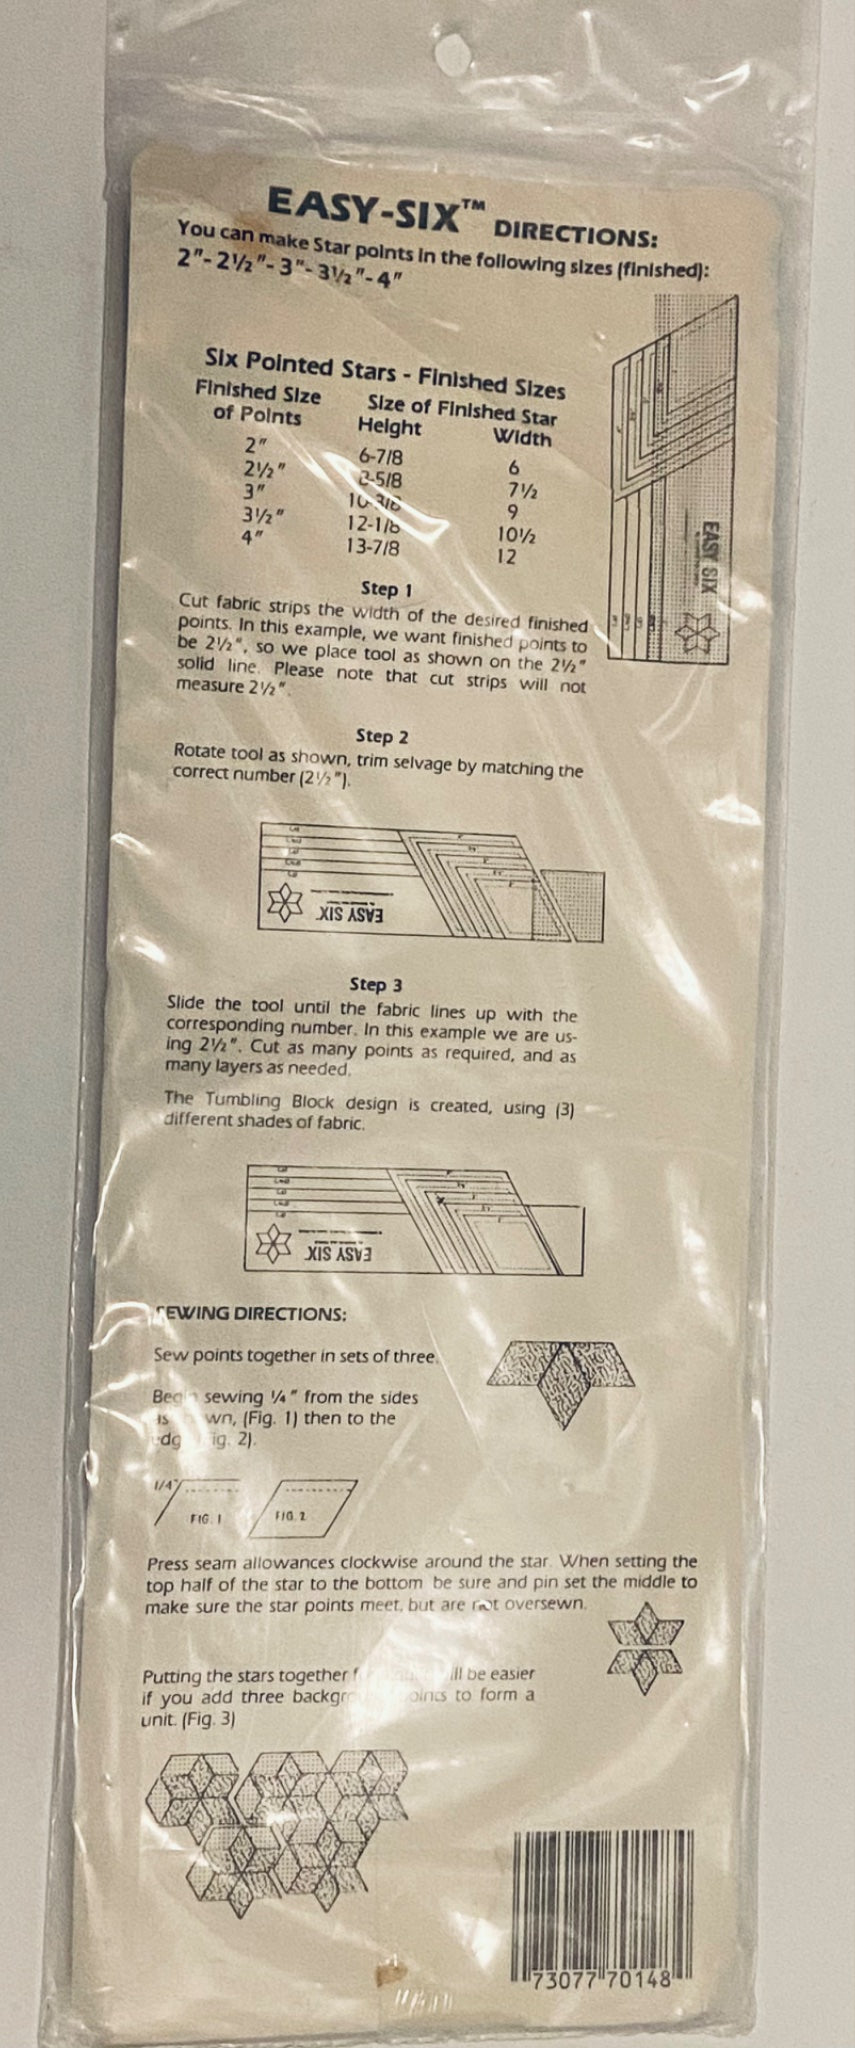 EASY-SIX™ DIRECTIONS:
You can make Star points in the following sizes (finished):
2"- 2½"- 3"- 3½"- 4"
Six Pointed Stars - Finished Sizes
Finished Size of Points
Size of Finished Star
Height Width
2" 6-7/8 6
2½" -5/8 7½
3" 10- 9
3½" 12-1/8 10½
4" 13-7/8 12
EASY SIX
Step 1
Cut fabric strips the width of the desired finished
points. In this example, we want finished points to
be 2½", so we place tool as shown on the 2½"
solid line. Please note that cut strips will not
measure 2½".
Step 2
Rotate tool as shown, trim selvage by matching the
correct number (2½").
EASY SIX
Step 3
Slide the tool until the fabric lines up with the
corresponding number. In this example we are us-
ing 2½". Cut as many points as required, and as
many layers as needed.
The Tumbling Block design is created, using (3)
different shades of fabric.
EASY SIX
SEWING DIRECTIONS:
Sew points together in sets of three.
Begin sewing ¼" from the sides
(Fig. 1) then to the
2).
1/4"
FIG. 1
FIG. 2
Press seam allowances clockwise around the star. When setting the
top half of the star to the bottom be sure and pin set the middle to
make sure the star points meet, but are not oversewn.
Putting the stars together be easier
if you add three background points to form a
unit. (Fig. 3)
73077 70148